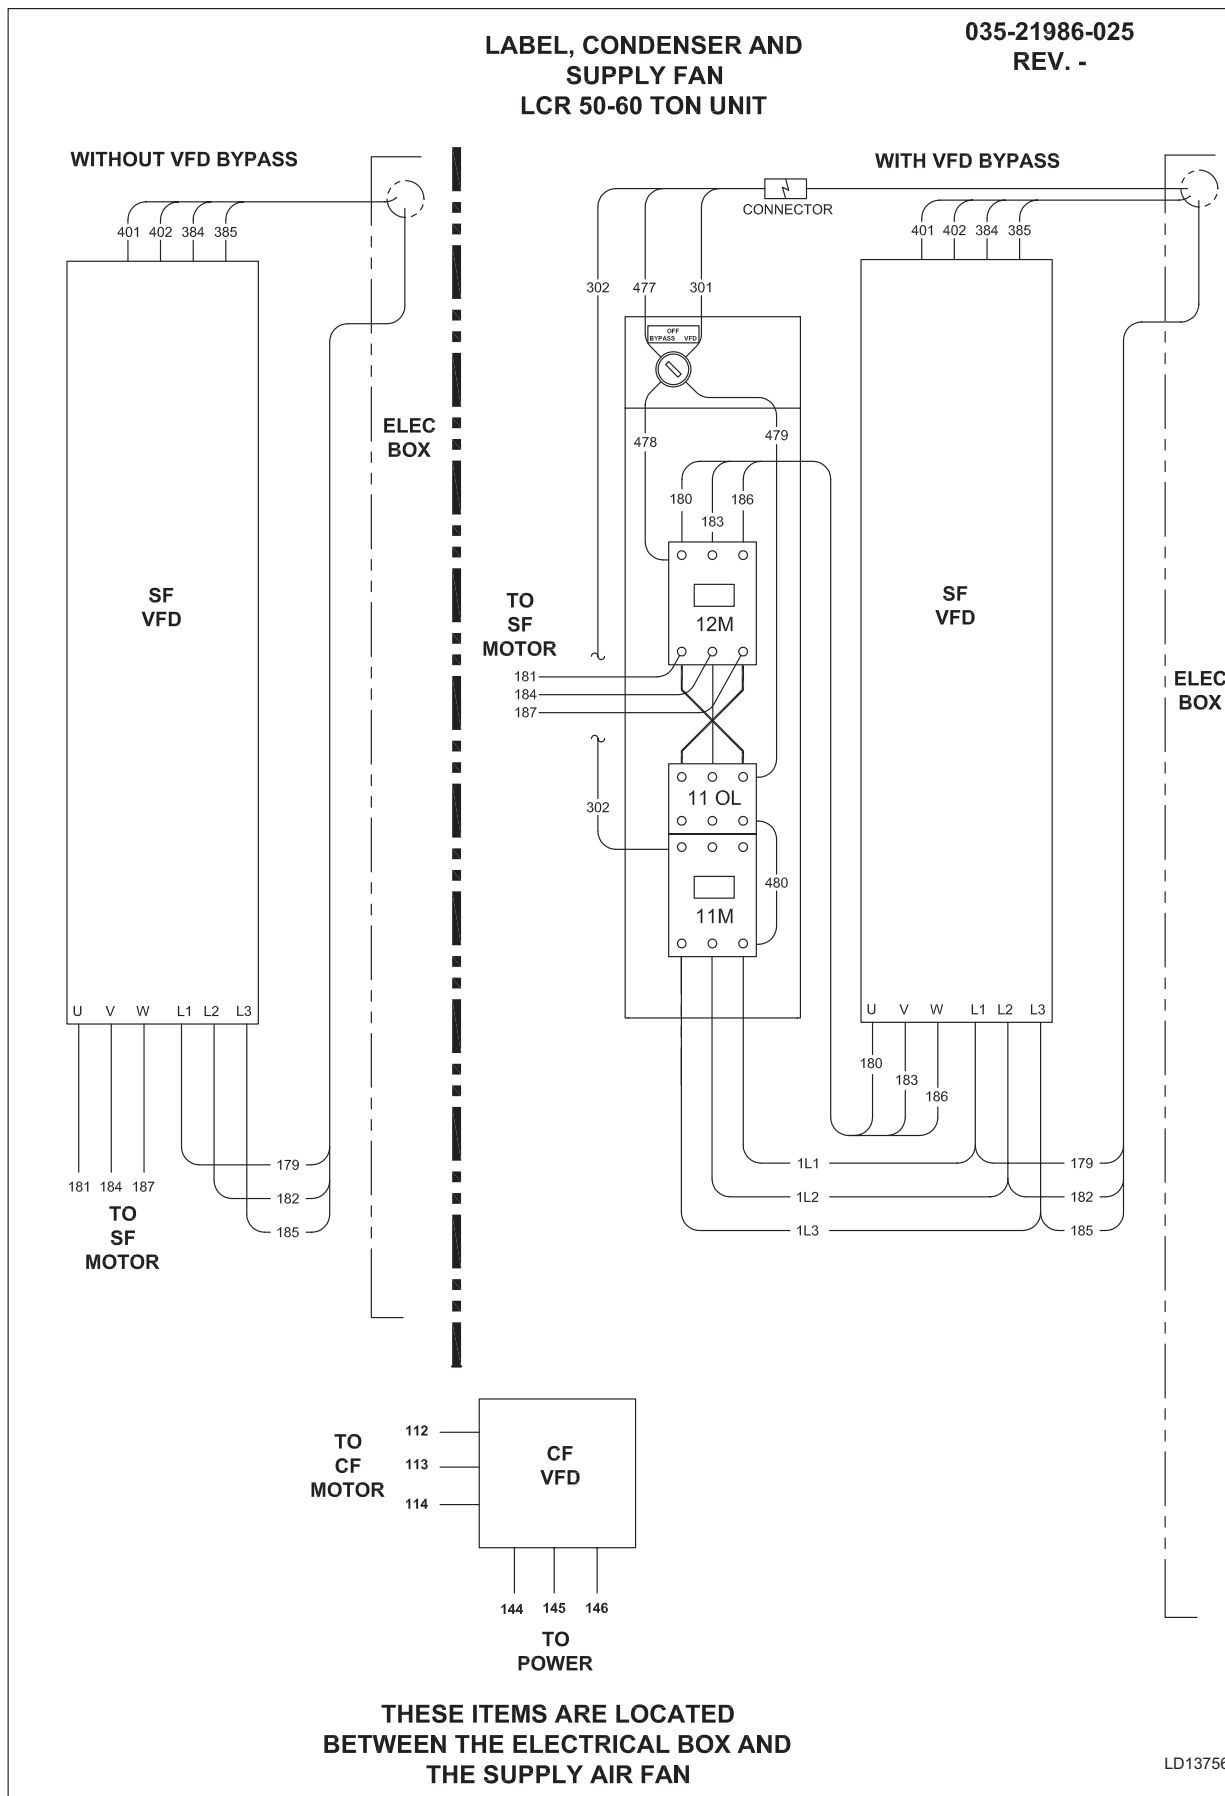 LABEL, CONDENSER AND
SUPPLY FAN
LCR 50-60 TON UNIT
035-21986-025
REV. -
WITHOUT VFD BYPASS
401 402 384 385
ELEC
BOX
SF
VFD
U V W L1 L2 L3
179
181 184 187
182
TO
SF
MOTOR
185
WITH VFD BYPASS
CONNECTOR
401 402 384 385
302 477 301
OFF
BYPASS VFD
478
479
180
183
186
12M
TO
SF
MOTOR
181
184
187
SF
VFD
ELEC
BOX
11 OL
302
480
11M
U V W L1 L2 L3
180
183
186
1L1
179
1L2
182
1L3
185
TO
CF
MOTOR
112
113
114
CF
VFD
144 145 146
TO
POWER
THESE ITEMS ARE LOCATED
BETWEEN THE ELECTRICAL BOX AND
THE SUPPLY AIR FAN
LD13756